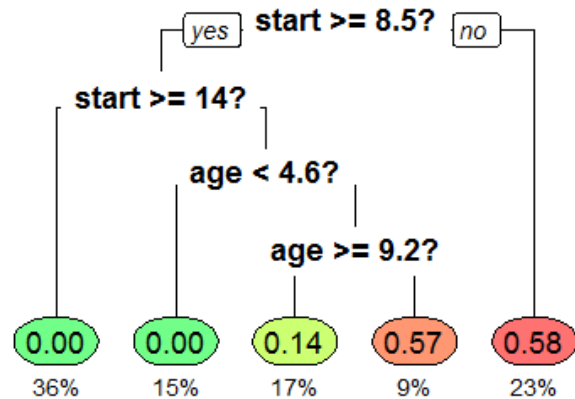 yes start >= 8.5? no
start >= 14?
age < 4.6?
age >= 9.2?
0.00 0.00 0.14 0.57 0.58
36% 15% 17% 9% 23%